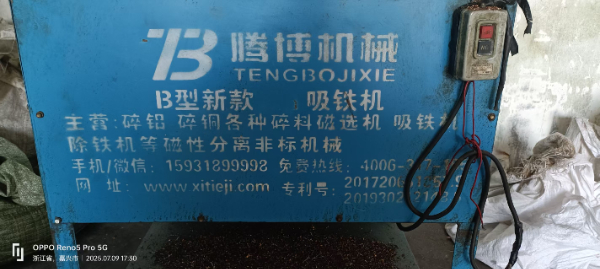 TB 腾博机械
TENGBOJIXIE
B型新款 吸铁机
主营:碎铝 碎铜各种碎料磁选机 吸铁机
除铁机等磁性分离非标机械
手机/微信:15931899998 免费热线:400G-3
网 址:www.xitieji.com 专利号:
OPPO Reno5 Pro 5G
浙江省,嘉兴市 | 2025.07.09 17:30